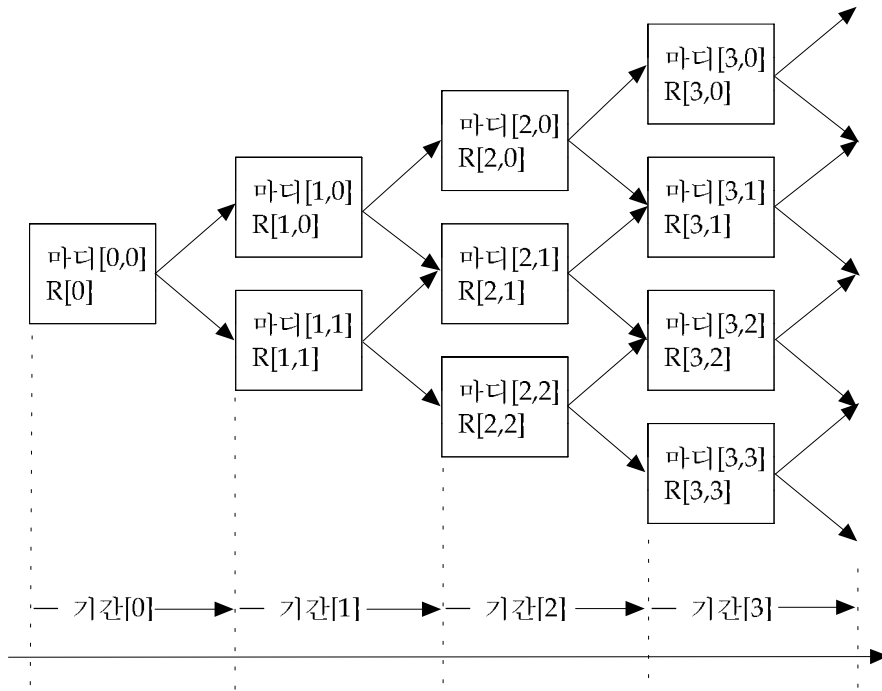 마디[0,0]
R[0]
마디[1,0]
R[1,0]
마디[1,1]
R[1,1]
마디[2,0]
R[2,0]
마디[2,1]
R[2,1]
마디[2,2]
R[2,2]
마디[3,0]
R[3,0]
마디[3,1]
R[3,1]
마디[3,2]
R[3,2]
마디[3,3]
R[3,3]
기간[0]
기간[1]
기간[2]
기간[3]